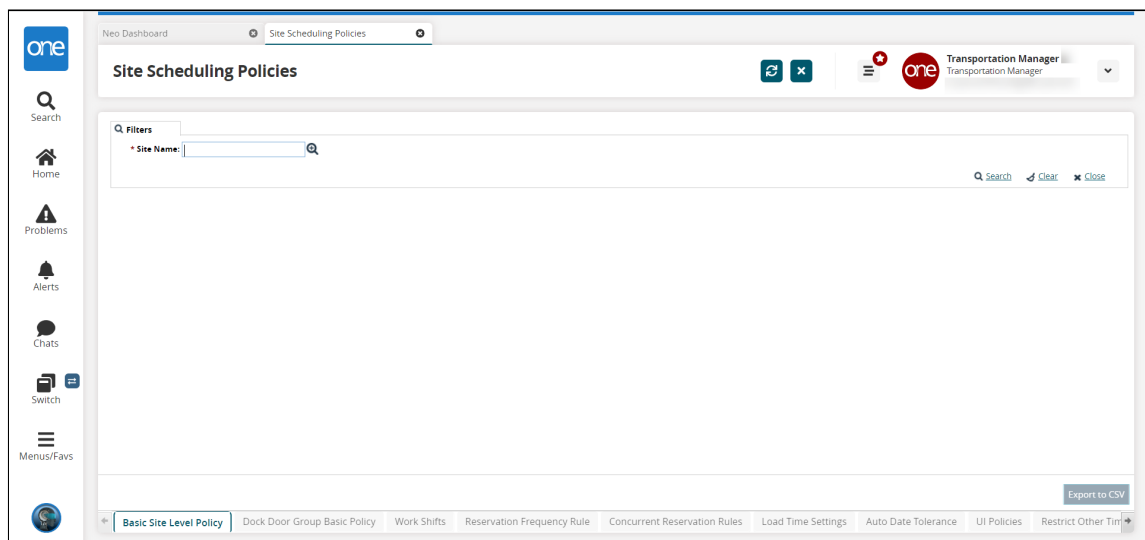 one
Search
Home
Problems
Alerts
Chats
Switch
Menus/Favs
Neo Dashboard
Site Scheduling Policies
Site Scheduling Policies
one
Transportation Manager
Transportation Manager
Filters
* Site Name:
Search Clear Close
Export to CSV
Basic Site Level Policy Dock Door Group Basic Policy Work Shifts Reservation Frequency Rule Concurrent Reservation Rules Load Time Settings Auto Date Tolerance UI Policies Restrict Other